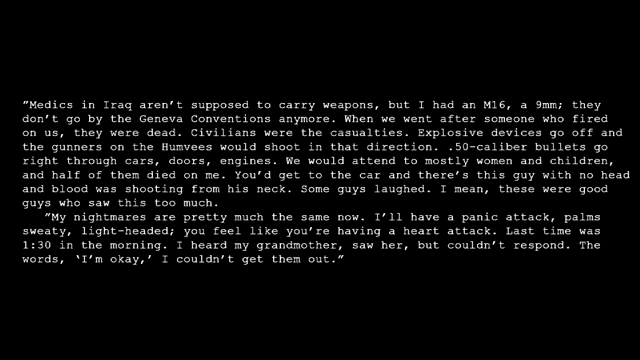 "Medics in Iraq aren't supposed to carry weapons, but I had an M16, a 9mm; they
don't go by the Geneva Conventions anymore. When we went after someone who fired
on us, they were dead. Civilians were the casualties. Explosive devices go off and
the gunners on the Humvees would shoot in that direction. .50-caliber bullets go
right through cars, doors, engines. We would attend to mostly women and children,
and half of them died on me. You'd get to the car and there's this guy with no head
and blood was shooting from his neck. Some guys laughed. I mean, these were good
guys who saw this too much.
"My nightmares are pretty much the same now. I'll have a panic attack, palms
sweaty, light-headed; you feel like you're having a heart attack. Last time was
1:30 in the morning. I heard my grandmother, saw her, but couldn't respond. The
words, 'I'm okay,' I couldn't get them out."